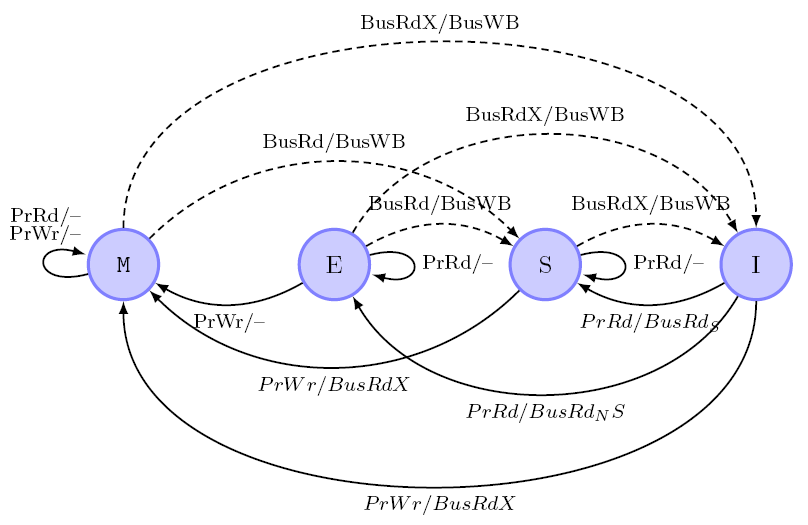 BusRdX/BusWB
BusRdX/BusWB
BusRd/BusWB
BusRd/BusWB
BusRdX/BusWB
PrRd/–
PrWr/–
M
E
PrRd/–
S
PrRd/–
I
PrWr/–
PrRd/BusRd_S
PrWr/BusRdX
PrRd/BusRd_NS
PrWr/BusRdX